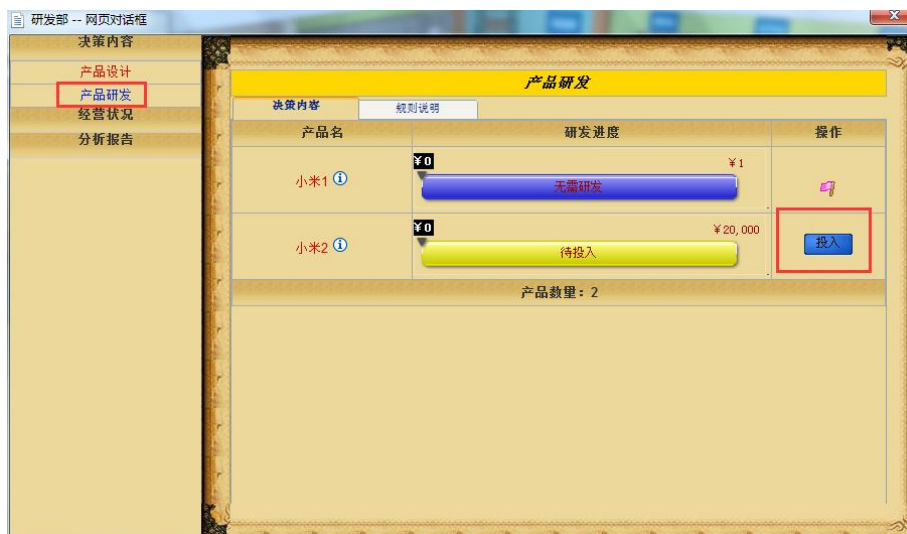 研发部 -- 网页对话框
决策内容
产品设计
产品研发
经营状况
分析报告
产品研发
决策内容 规则说明
产品名 研发进度 操作
¥0 ¥1
小米1 无需研发
¥0 ¥20,000
小米2 待投入 投入
产品数量：2